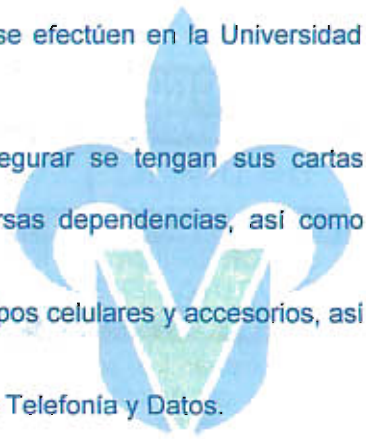 se efectúen en la Universidad
egurar se tengan sus cartas
rsas dependencias, así como
pos celulares y accesorios, asi
Telefonía y Datos.